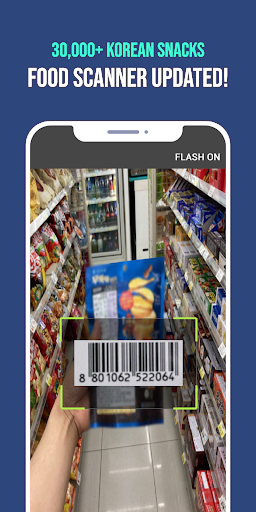 30,000+ KOREAN SNACKS
FOOD SCANNER UPDATED!
FLASH ON
8 801062 522064